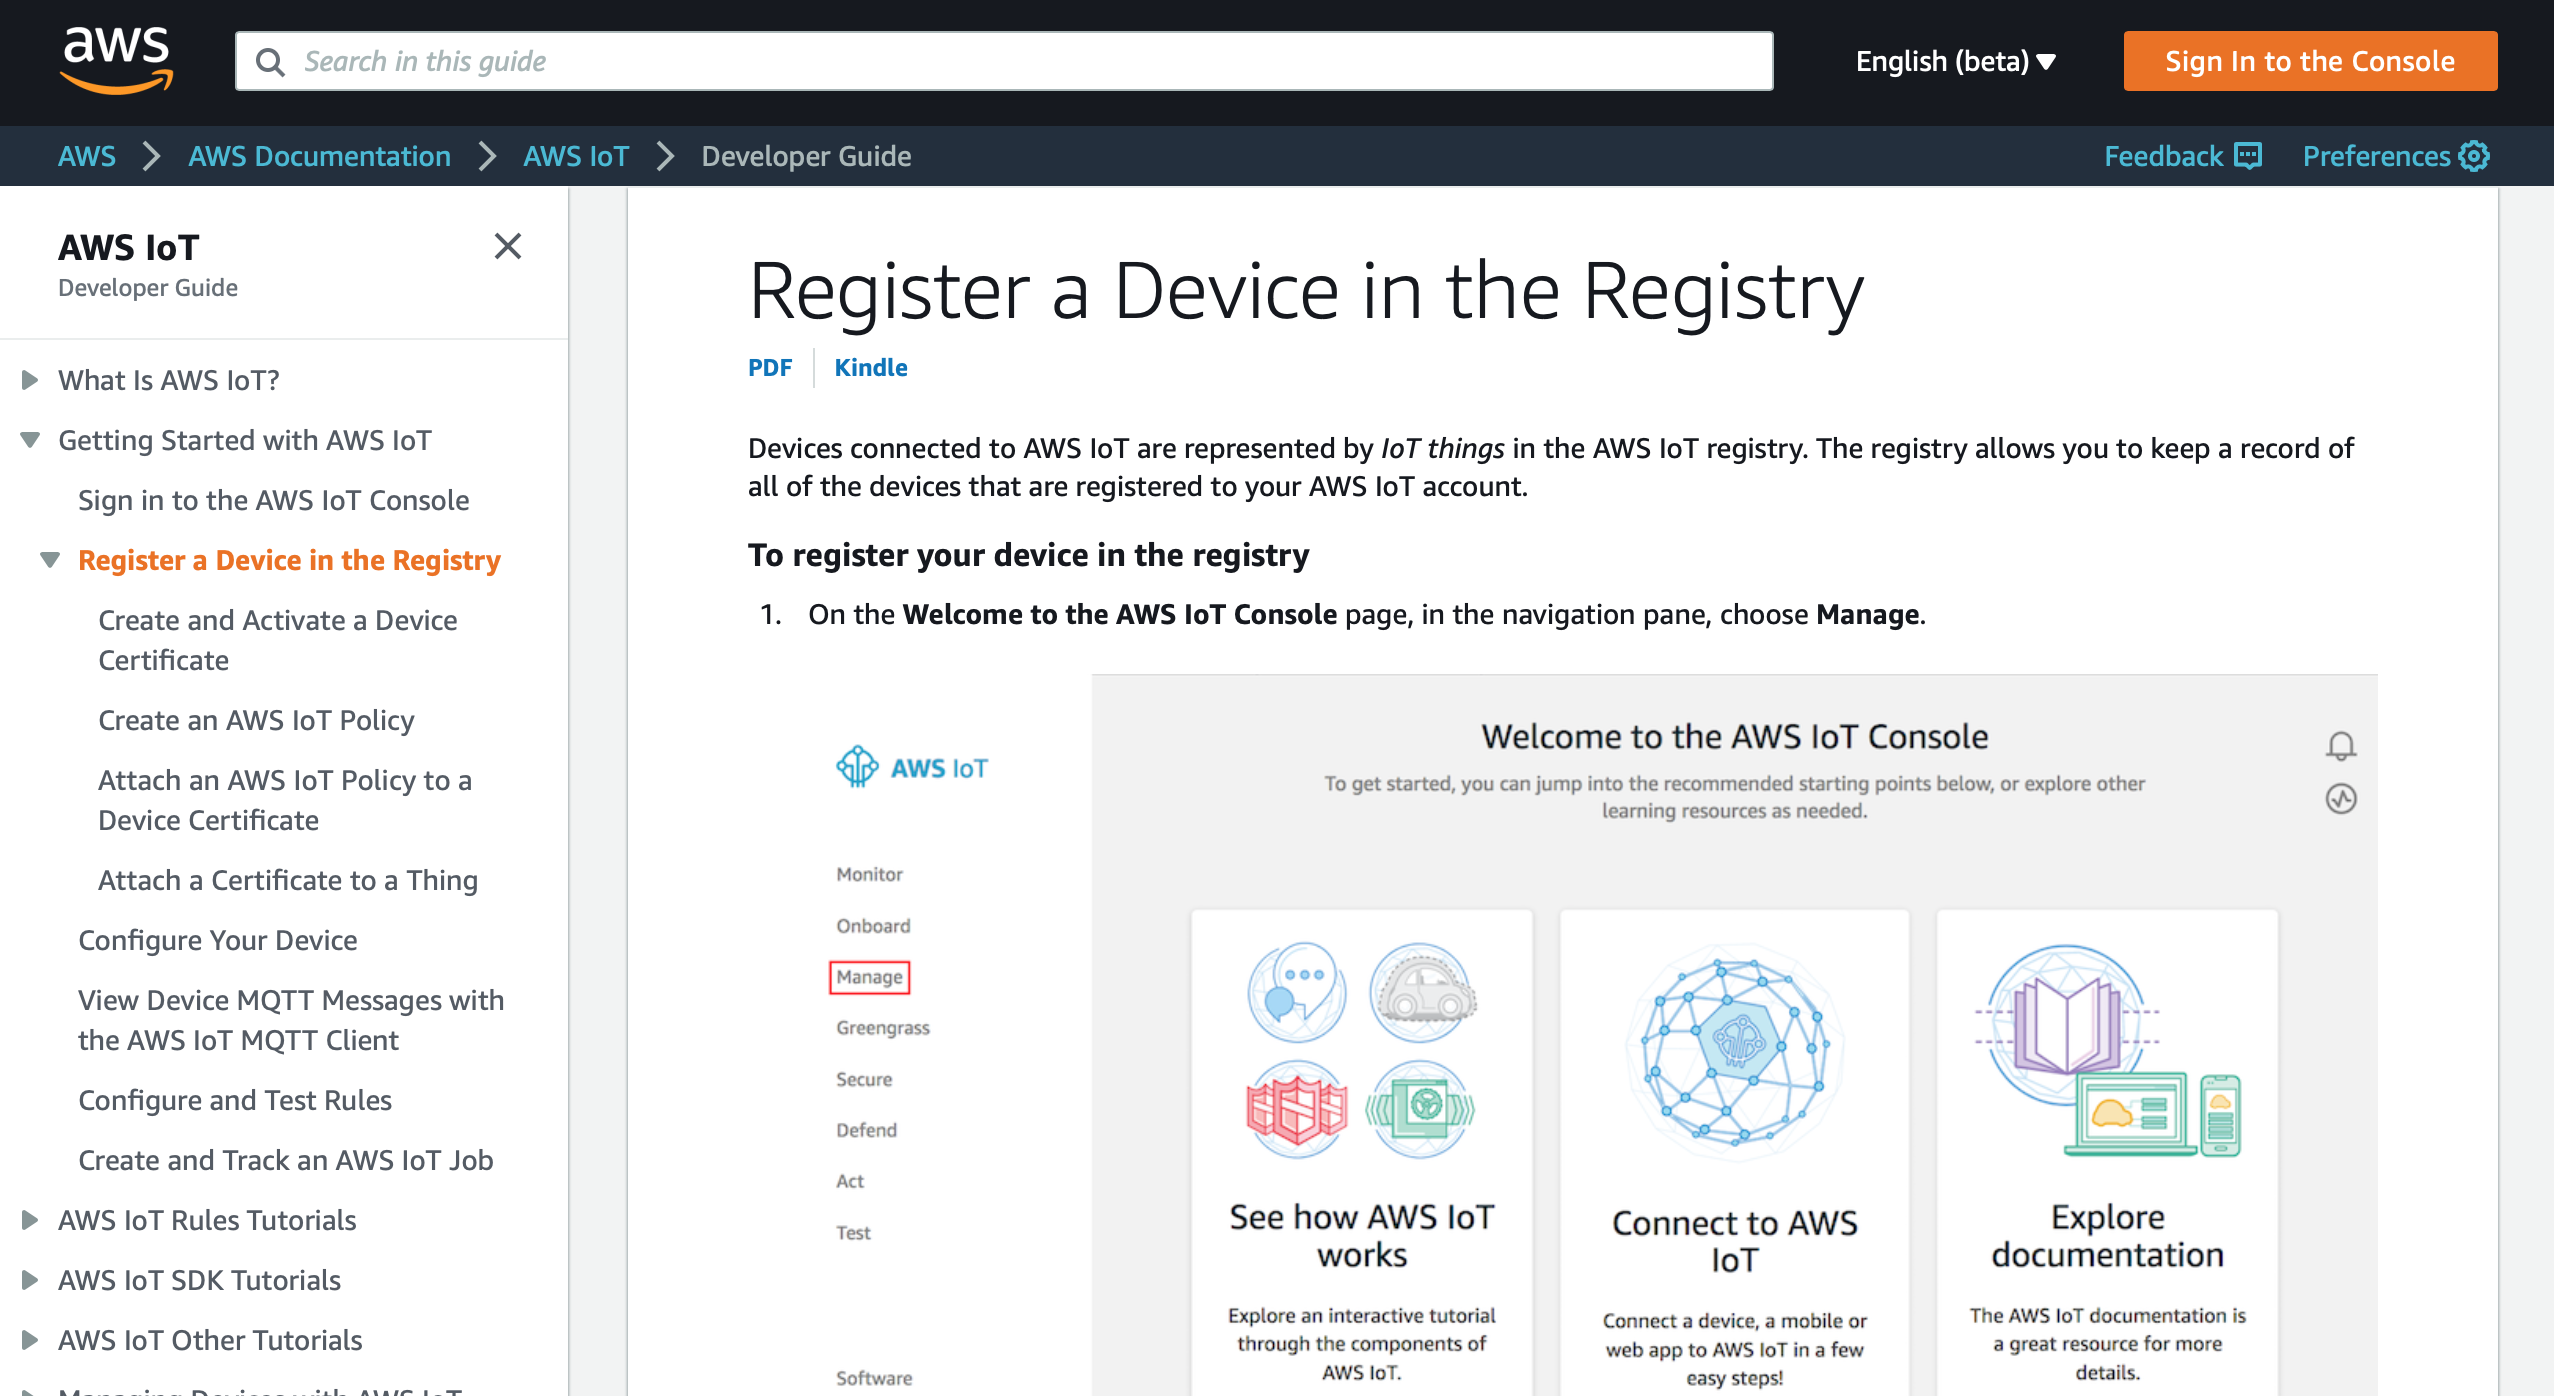 aws
Search in this guide
English (beta)
Sign In to the Console
AWS
AWS Documentation
AWS IoT
Developer Guide
Feedback
Preferences
AWS IoT
Developer Guide
What Is AWS IoT?
Getting Started with AWS IoT
Sign in to the AWS IoT Console
Register a Device in the Registry
Create and Activate a Device
Certificate
Create an AWS IoT Policy
Attach an AWS IoT Policy to a
Device Certificate
Attach a Certificate to a Thing
Configure Your Device
View Device MQTT Messages with
the AWS IoT MQTT Client
Configure and Test Rules
Create and Track an AWS IoT Job
AWS IoT Rules Tutorials
AWS IoT SDK Tutorials
AWS IoT Other Tutorials
Managing Devices with AWS IoT
Register a Device in the Registry
PDF
Kindle
Devices connected to AWS IoT are represented by IoT things in the AWS IoT registry. The registry allows you to keep a record of
all of the devices that are registered to your AWS IoT account.
To register your device in the registry
1. On the Welcome to the AWS IoT Console page, in the navigation pane, choose Manage.
AWS IoT
Monitor
Onboard
Manage
Greengrass
Secure
Defend
Act
Test
Software
Welcome to the AWS IoT Console
To get started, you can jump into the recommended starting points below, or explore other
learning resources as needed.
See how AWS IoT
works
Explore an interactive tutorial
through the components of
AWS IoT.
Connect to AWS
IoT
Connect a device, a mobile or
web app to AWS IoT in a few
easy steps!
Explore
documentation
The AWS IoT documentation is
a great resource for more
details.